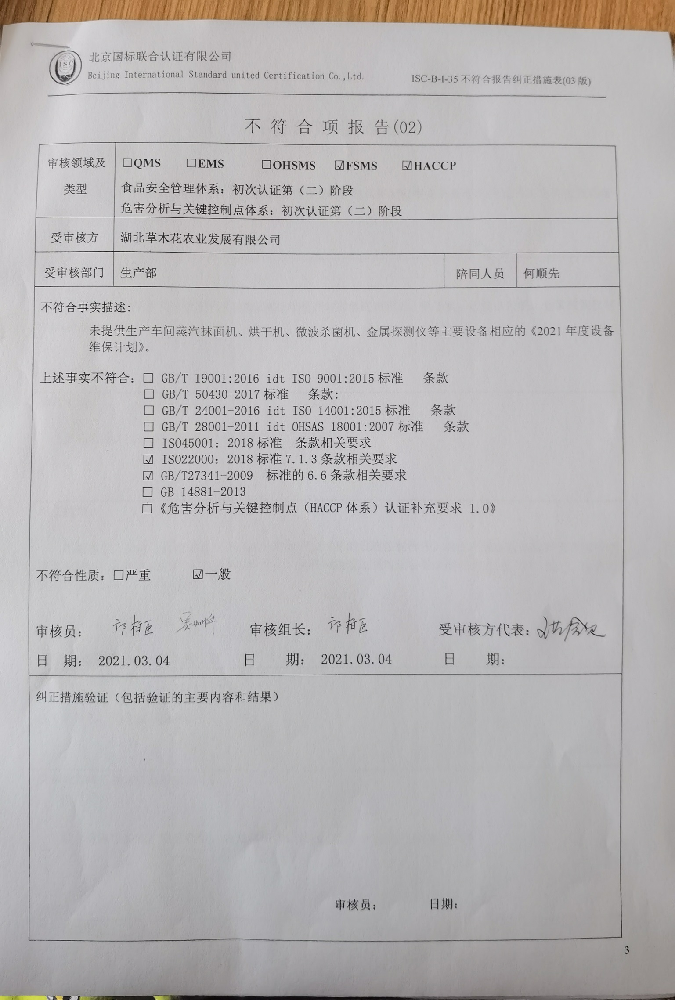 ISC
北京国标联合认证有限公司
Beijing International Standard united Certification Co.,Ltd.
ISC-B-I-35 不符合报告纠正措施表(03 版)
不 符 合 项 报 告(02)
审核领域及类型
☐QMS ☐EMS ☐OHSMS ☑FSMS ☑HACCP
食品安全管理体系：初次认证第（二）阶段
危害分析与关键控制点体系：初次认证第（二）阶段
受审核方 湖北草木花农业发展有限公司
受审核部门 生产部 陪同人员 何顺先
不符合事实描述:
未提供生产车间蒸汽抹面机、烘干机、微波杀菌机、金属探测仪等主要设备相应的《2021 年度设备
维保计划》。
上述事实不符合：☐ GB/T 19001:2016 idt ISO 9001:2015 标准 条款
☐ GB/T 50430-2017 标准 条款:
☐ GB/T 24001-2016 idt ISO 14001:2015 标准 条款
☐ GB/T 28001-2011 idt OHSAS 18001:2007 标准 条款
☐ ISO45001：2018 标准 条款相关要求
☑ ISO22000：2018 标准 7.1.3 条款相关要求
☑ GB/T27341-2009 标准的 6.6 条款相关要求
☐ GB 14881-2013
☐《危害分析与关键控制点（HACCP 体系）认证补充要求 1.0》
不符合性质：☐严重 ☑一般
审核员： 审核组长： 受审核方代表：
日 期： 2021.03.04 日 期： 2021.03.04 日 期：
纠正措施验证（包括验证的主要内容和结果）
审核员： 日期：
3